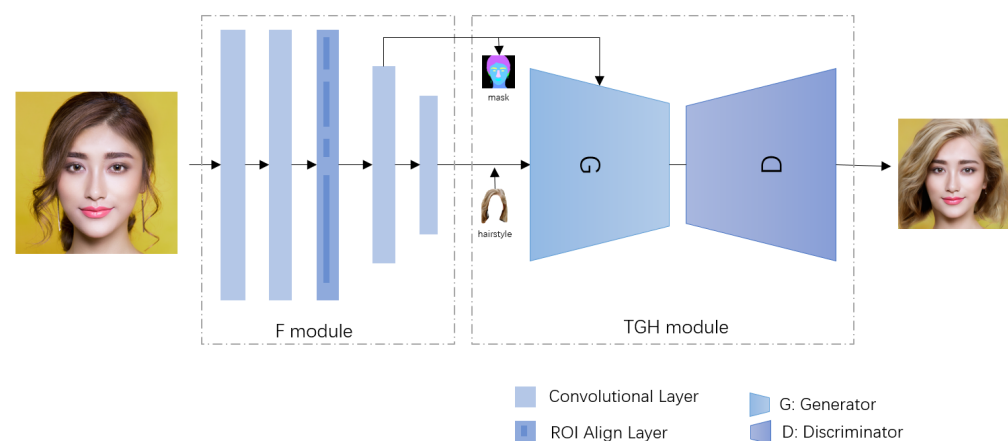 mask
G
D
hairstyle
F module
TGH module
Convolutional Layer
G: Generator
ROI Align Layer
D: Discriminator